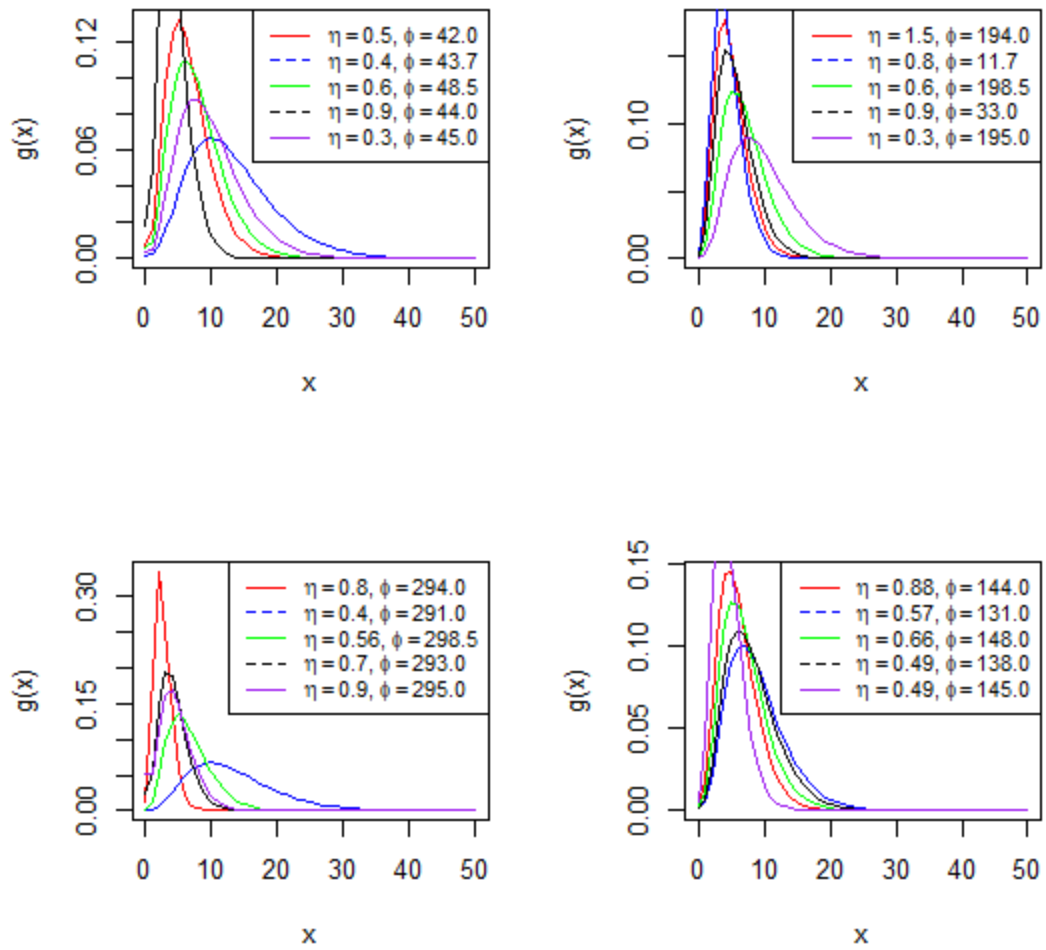 g(x)
0.00
0.06
0.12
η = 0.5, ϕ = 42.0
η = 0.4, ϕ = 43.7
η = 0.6, ϕ = 48.5
η = 0.9, ϕ = 44.0
η = 0.3, ϕ = 45.0
0 10 20 30 40 50
x
g(x)
0.00
0.10
η = 1.5, ϕ = 194.0
η = 0.8, ϕ = 11.7
η = 0.6, ϕ = 198.5
η = 0.9, ϕ = 33.0
η = 0.3, ϕ = 195.0
0 10 20 30 40 50
x
g(x)
0.00
0.15
0.30
η = 0.8, ϕ = 294.0
η = 0.4, ϕ = 291.0
η = 0.56, ϕ = 298.5
η = 0.7, ϕ = 293.0
η = 0.9, ϕ = 295.0
0 10 20 30 40 50
x
g(x)
0.00
0.05
0.10
0.15
η = 0.88, ϕ = 144.0
η = 0.57, ϕ = 131.0
η = 0.66, ϕ = 148.0
η = 0.49, ϕ = 138.0
η = 0.49, ϕ = 145.0
0 10 20 30 40 50
x